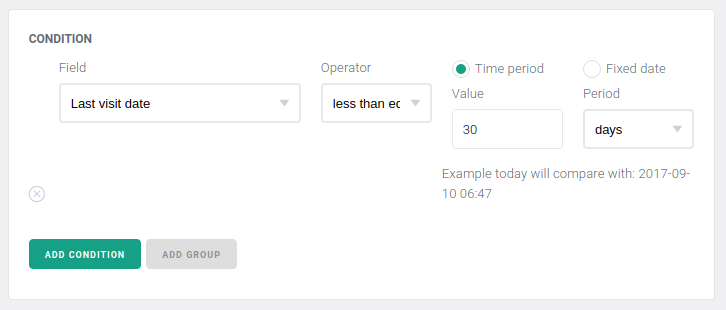 CONDITION
Field
Operator
Time period
Fixed date
Value
Period
Last visit date
less than ec
30
days
Example today will compare with: 2017-09-
10 06:47
ADD CONDITION
ADD GROUP